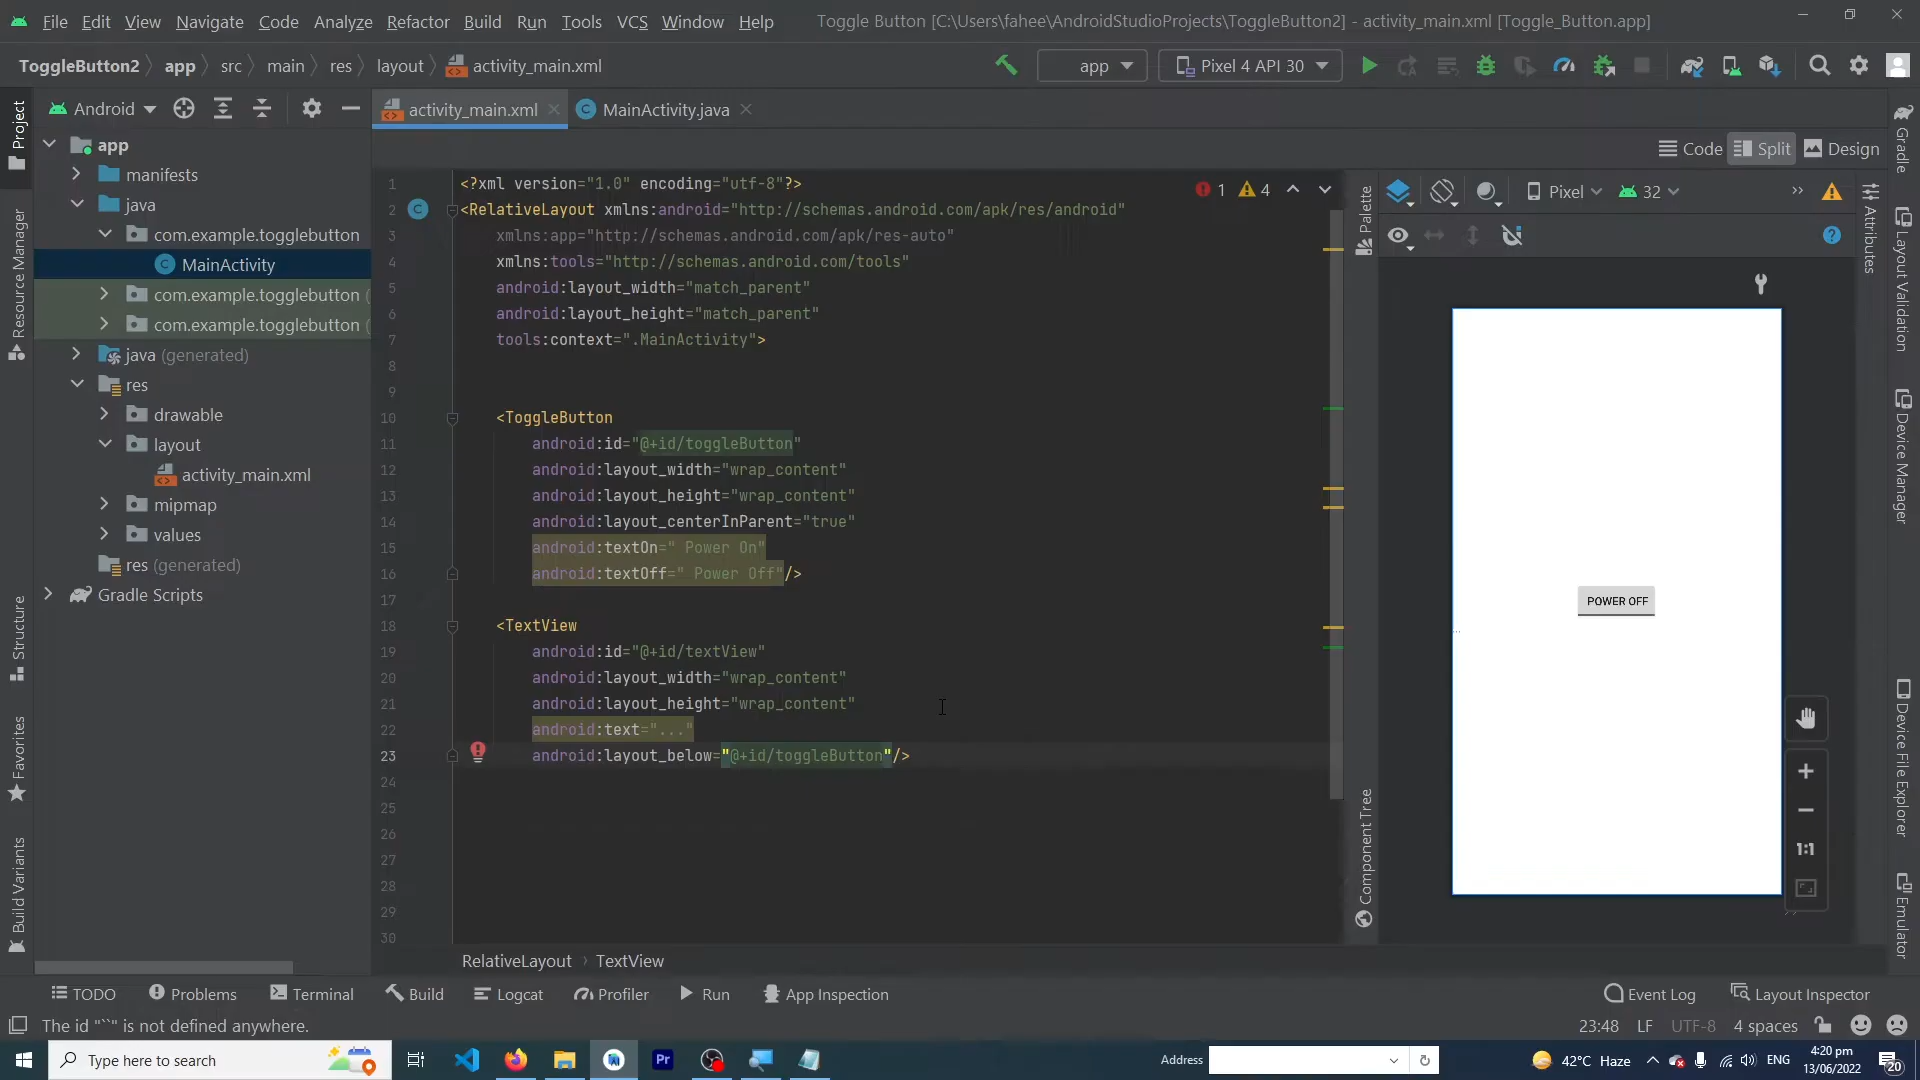 File Edit View Navigate Code Analyze Refactor Build Run Tools VCS Window Help Toggle Button [C:\Users\fahee\AndroidStudioProjects\ToggleButton2] - activity_main.xml [Toggle_Button.app]
ToggleButton2 app src main res layout activity_main.xml app Pixel 4 API 30
Project
Resource Manager
Structure
Favorites
Build Variants
Android
app
manifests
java
com.example.togglebutton
MainActivity
com.example.togglebutton (
com.example.togglebutton (
java (generated)
res
drawable
layout
activity_main.xml
mipmap
values
res (generated)
Gradle Scripts
activity_main.xml MainActivity.java
Code Split Design
1 4
1 <?xml version="1.0" encoding="utf-8"?>
2 <RelativeLayout xmlns:android="http://schemas.android.com/apk/res/android"
3 xmlns:app="http://schemas.android.com/apk/res-auto"
4 xmlns:tools="http://schemas.android.com/tools"
5 android:layout_width="match_parent"
6 android:layout_height="match_parent"
7 tools:context=".MainActivity">
8
9
10 <ToggleButton
11 android:id="@+id/toggleButton"
12 android:layout_width="wrap_content"
13 android:layout_height="wrap_content"
14 android:layout_centerInParent="true"
15 android:textOn=" Power On"
16 android:textOff=" Power Off"/>
17
18 <TextView
19 android:id="@+id/textView"
20 android:layout_width="wrap_content"
21 android:layout_height="wrap_content"
22 android:text="..."
23 android:layout_below="@+id/toggleButton"/>
24
25
26
27
28
29
30
RelativeLayout TextView
Palette
Component Tree
Pixel 32
POWER OFF
...
1:1
Attributes
Gradle
Layout Validation
Device Manager
Device File Explorer
Emulator
TODO Problems Terminal Build Logcat Profiler Run App Inspection Event Log Layout Inspector
The id "``" is not defined anywhere. 23:48 LF UTF-8 4 spaces
Type here to search Pr Address 42°C Haze ENG 4:20 pm
13/06/2022 20